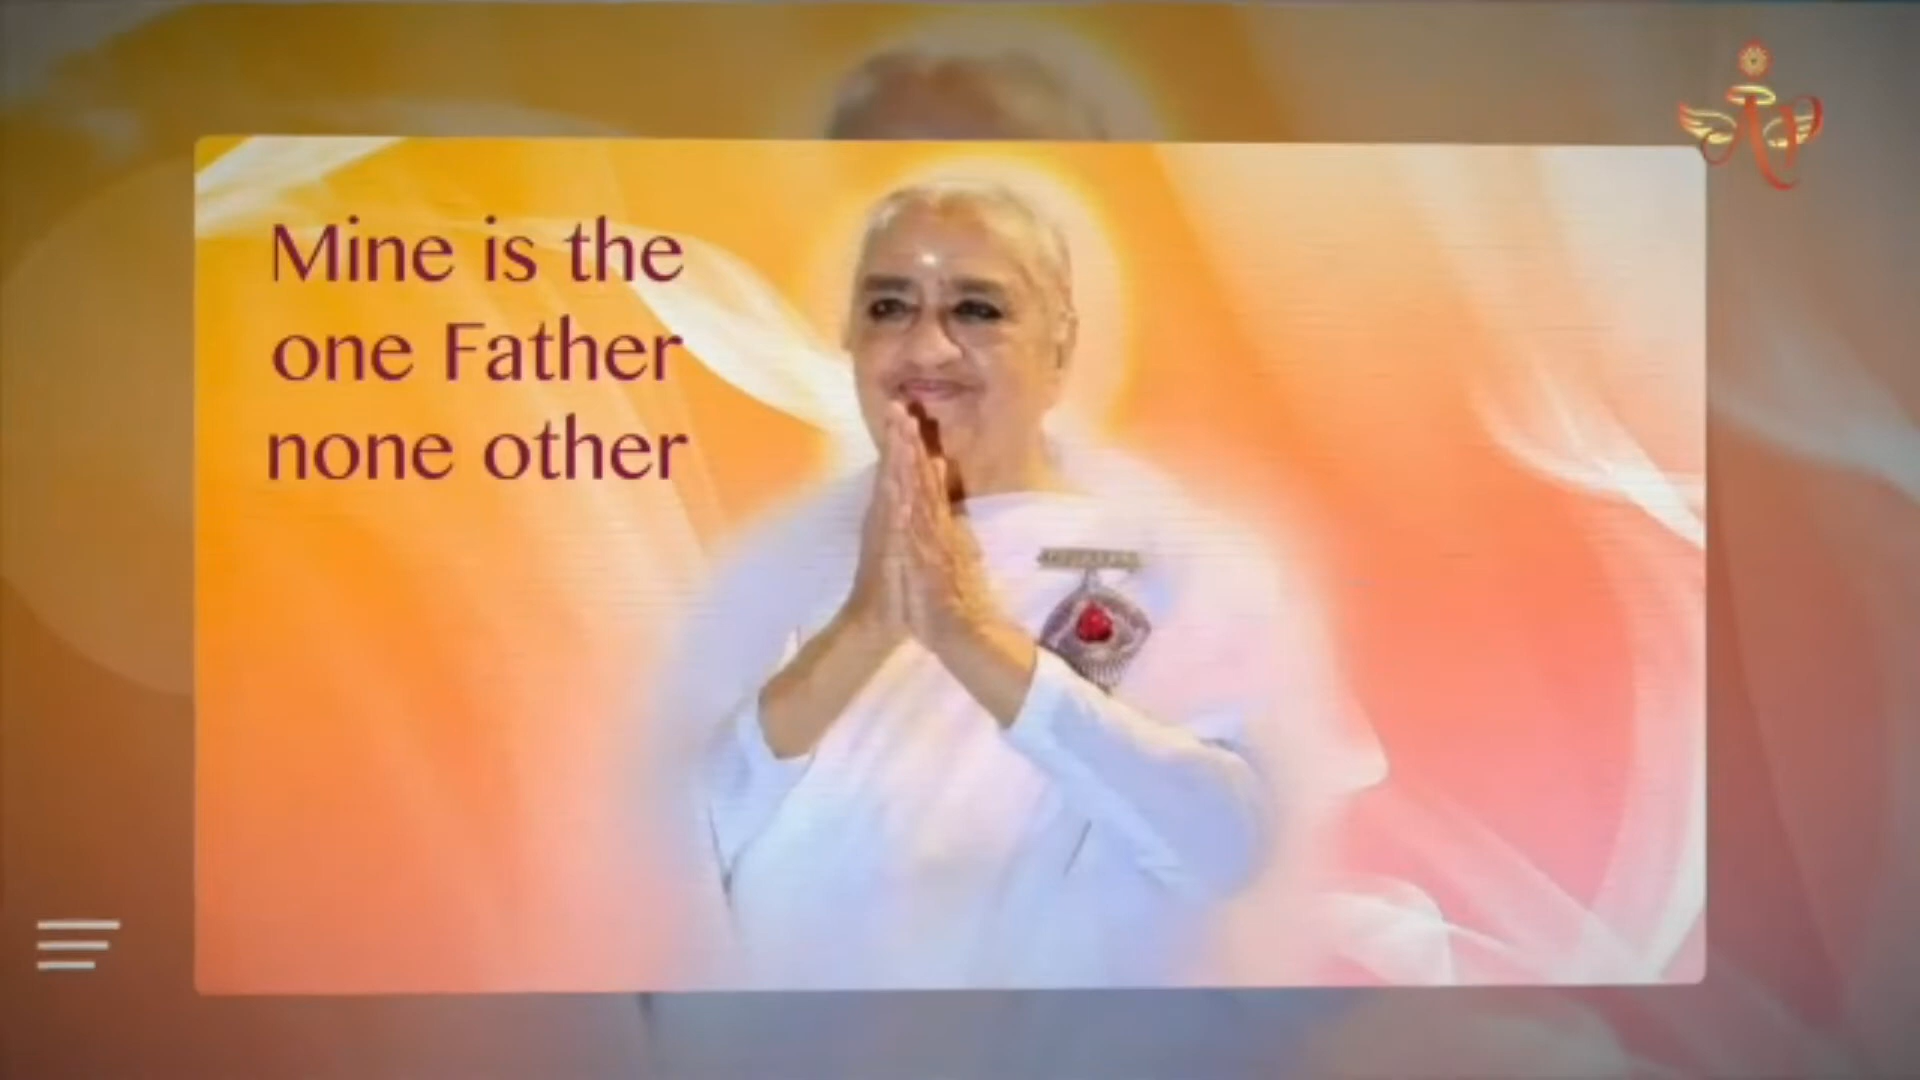 Mine is the
one Father
none other